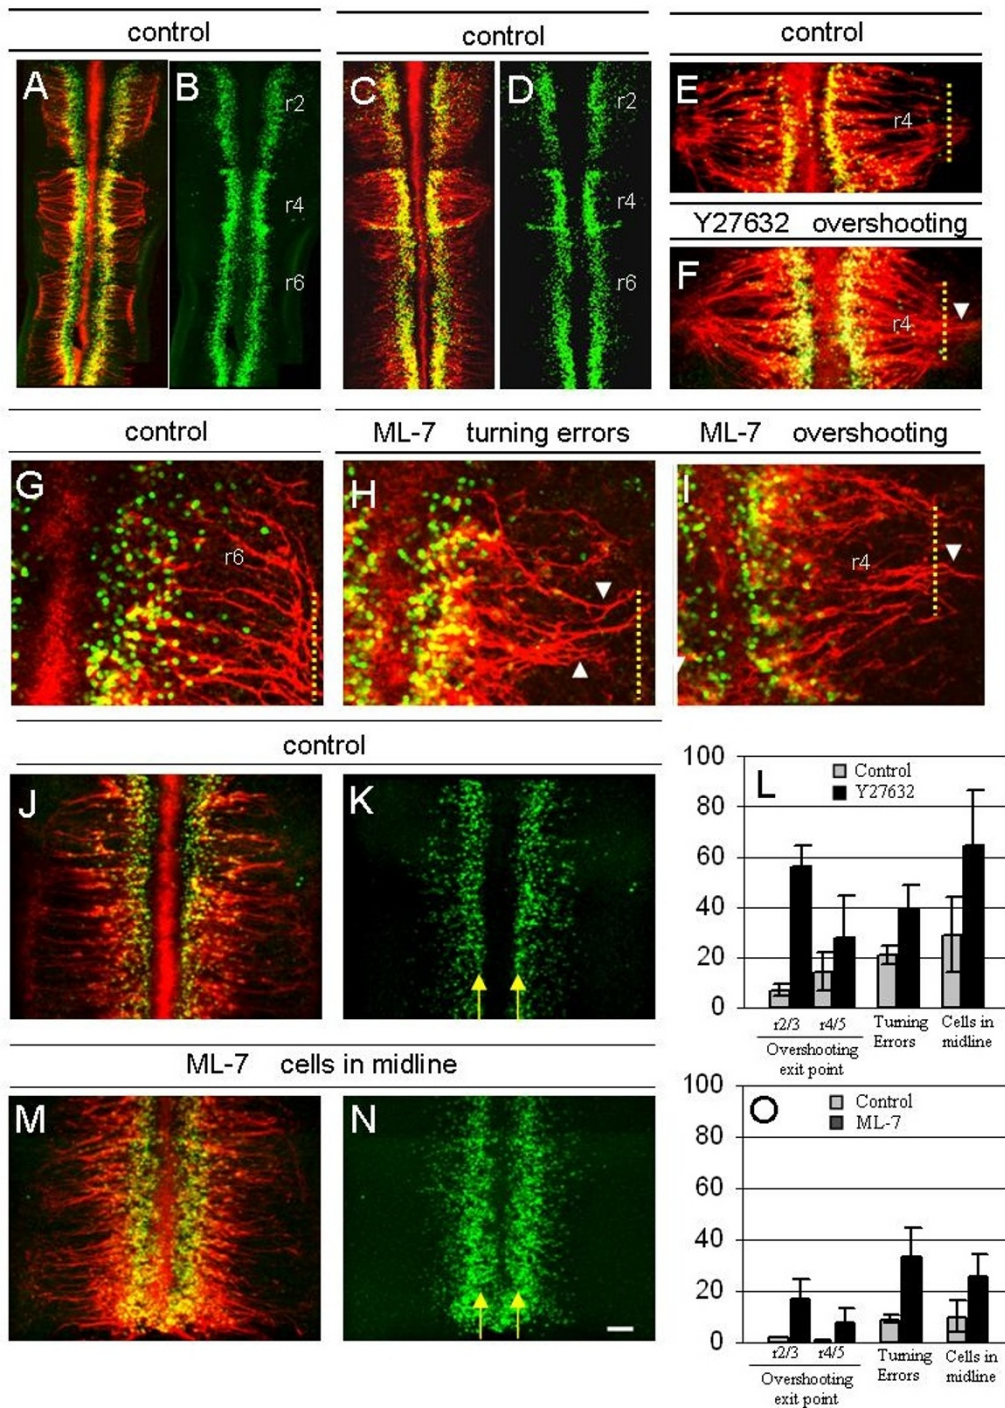 control
control
control
A
B
r2
r4
r6
C
D
r2
r4
r6
E
r4
Y27632 overshooting
F
r4
control
ML-7 turning errors
ML-7 overshooting
G
r6
H
I
r4
control
J
K
100
80
60
40
20
0
L
Control
Y27632
r2/3
r4/5
Overshooting
exit point
Turning
Errors
Cells in
midline
ML-7 cells in midline
M
N
100
80
60
40
20
0
O
Control
ML-7
r2/3
r4/5
Overshooting
exit point
Turning
Errors
Cells in
midline